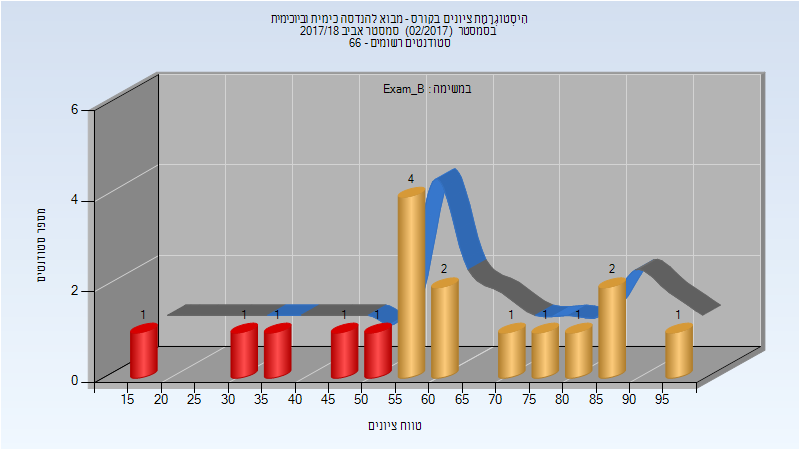 היסטוגרמת ציונים בקורס - מבוא להנדסה כימית וביוכימית
בסמסטר (02/2017) סמסטר אביב 2017/18
סטודנטים רשומים - 66
במשימה : Exam_B
מספר סטודנטים
6
4
2
0
4
2
2
1 1 1 1 1 1 1 1 1
15 20 25 30 35 40 45 50 55 60 65 70 75 80 85 90 95
טווח ציונים